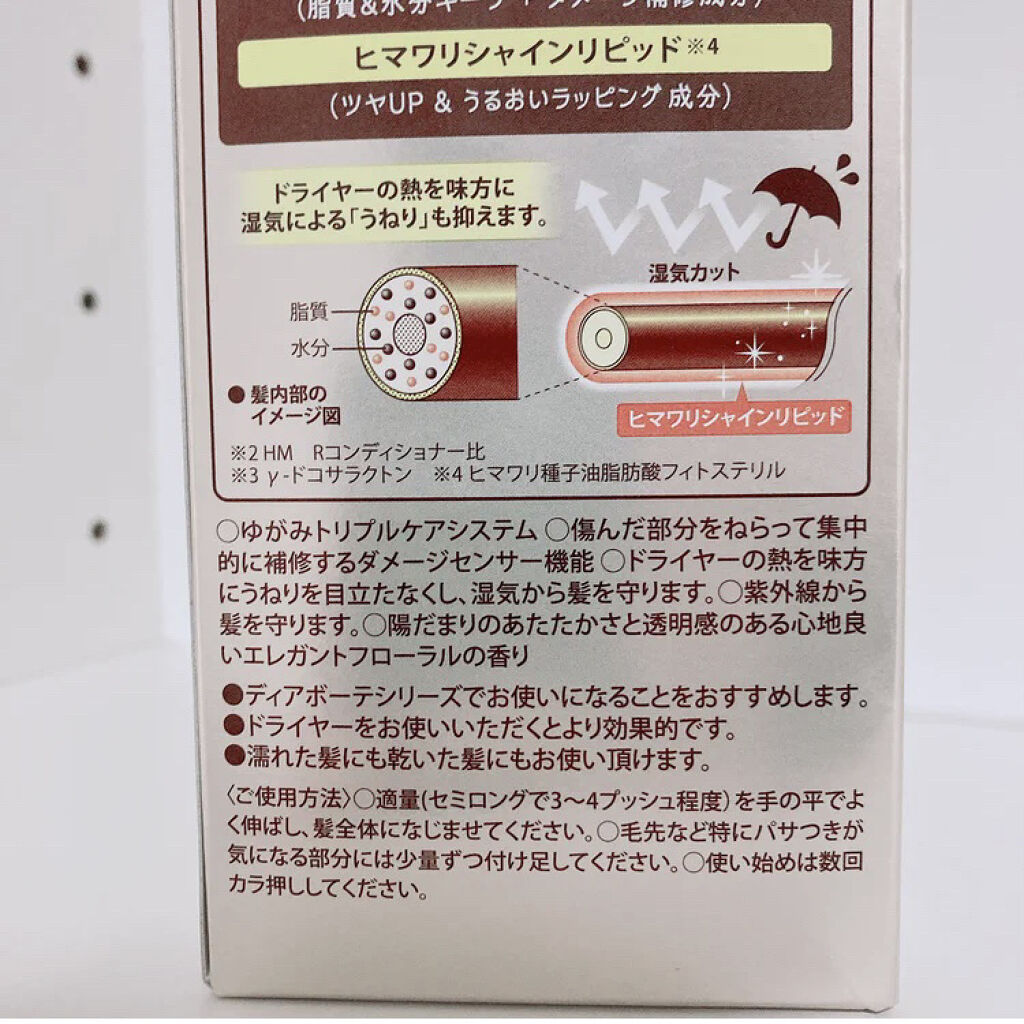 (脂質&水分キープ+ダメージ補修成分)
ヒマワリシャインリピッド※4
(ツヤUP & うるおいラッピング成分)
ドライヤーの熱を味方に
湿気による「うねり」も抑えます。
湿気カット
脂質
水分
●髪内部の
イメージ図
ヒマワリシャインリピッド
※2 HM Rコンディショナー比
※3 γ-ドコサラクトン ※4 ヒマワリ種子油脂肪酸フィトステリル
○ゆがみトリプルケアシステム ○傷んだ部分をねらって集中
的に補修するダメージセンサー機能 ○ドライヤーの熱を味方
にうねりを目立たなくし、湿気から髪を守ります。○紫外線から
髪を守ります。○陽だまりのあたたかさと透明感のある心地良
いエレガントフローラルの香り
●ディアボーテシリーズでお使いになることをおすすめします。
●ドライヤーをお使いいただくとより効果的です。
●濡れた髪にも乾いた髪にもお使い頂けます。
〈ご使用方法〉○適量(セミロングで3〜4プッシュ程度)を手の平でよ
く伸ばし、髪全体になじませてください。○毛先など特にパサつきが
気になる部分には少量ずつ付け足してください。○使い始めは数回
カラ押ししてください。